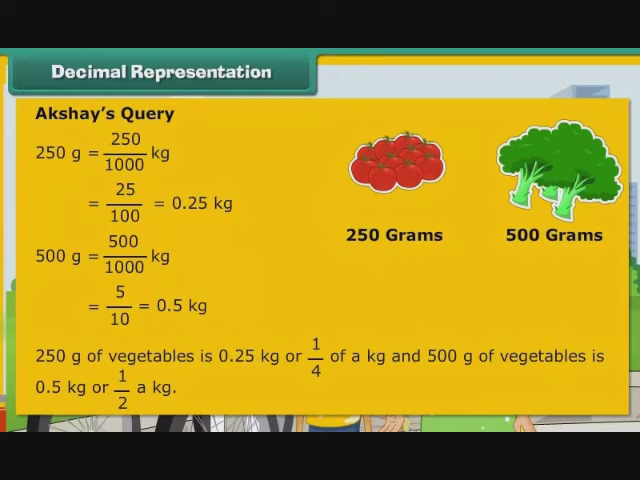 Decimal Representation
Akshay's Query
250 g = 250/1000 kg
= 25/100 = 0.25 kg
500 g = 500/1000 kg
= 5/10 = 0.5 kg
250 Grams
500 Grams
250 g of vegetables is 0.25 kg or 1/4 of a kg and 500 g of vegetables is
0.5 kg or 1/2 a kg.